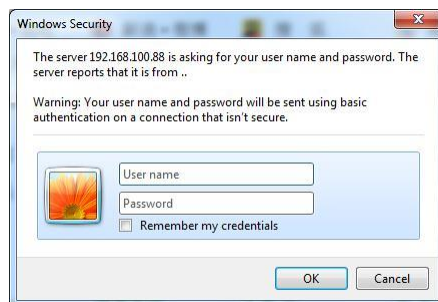 Windows Security
The server 192.168.100.88 is asking for your user name and password. The
server reports that it is from ..
Warning: Your user name and password will be sent using basic
authentication on a connection that isn't secure.
User name
Password
Remember my credentials
OK
Cancel